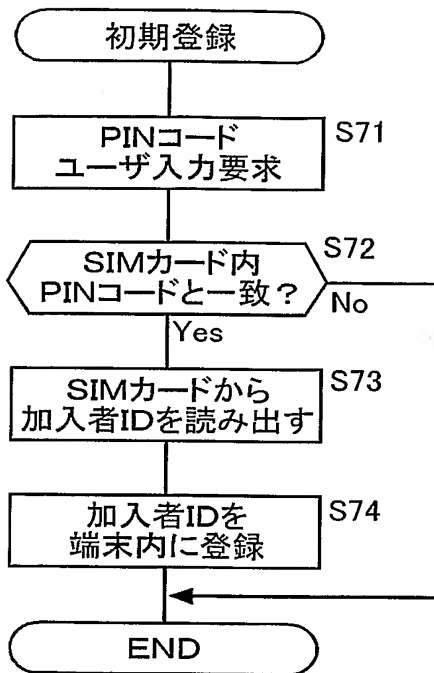 初期登録
PINコード
ユーザ入力要求
S71
SIMカード内
PINコードと一致？
S72
No
Yes
SIMカードから
加入者IDを読み出す
S73
加入者IDを
端末内に登録
S74
END